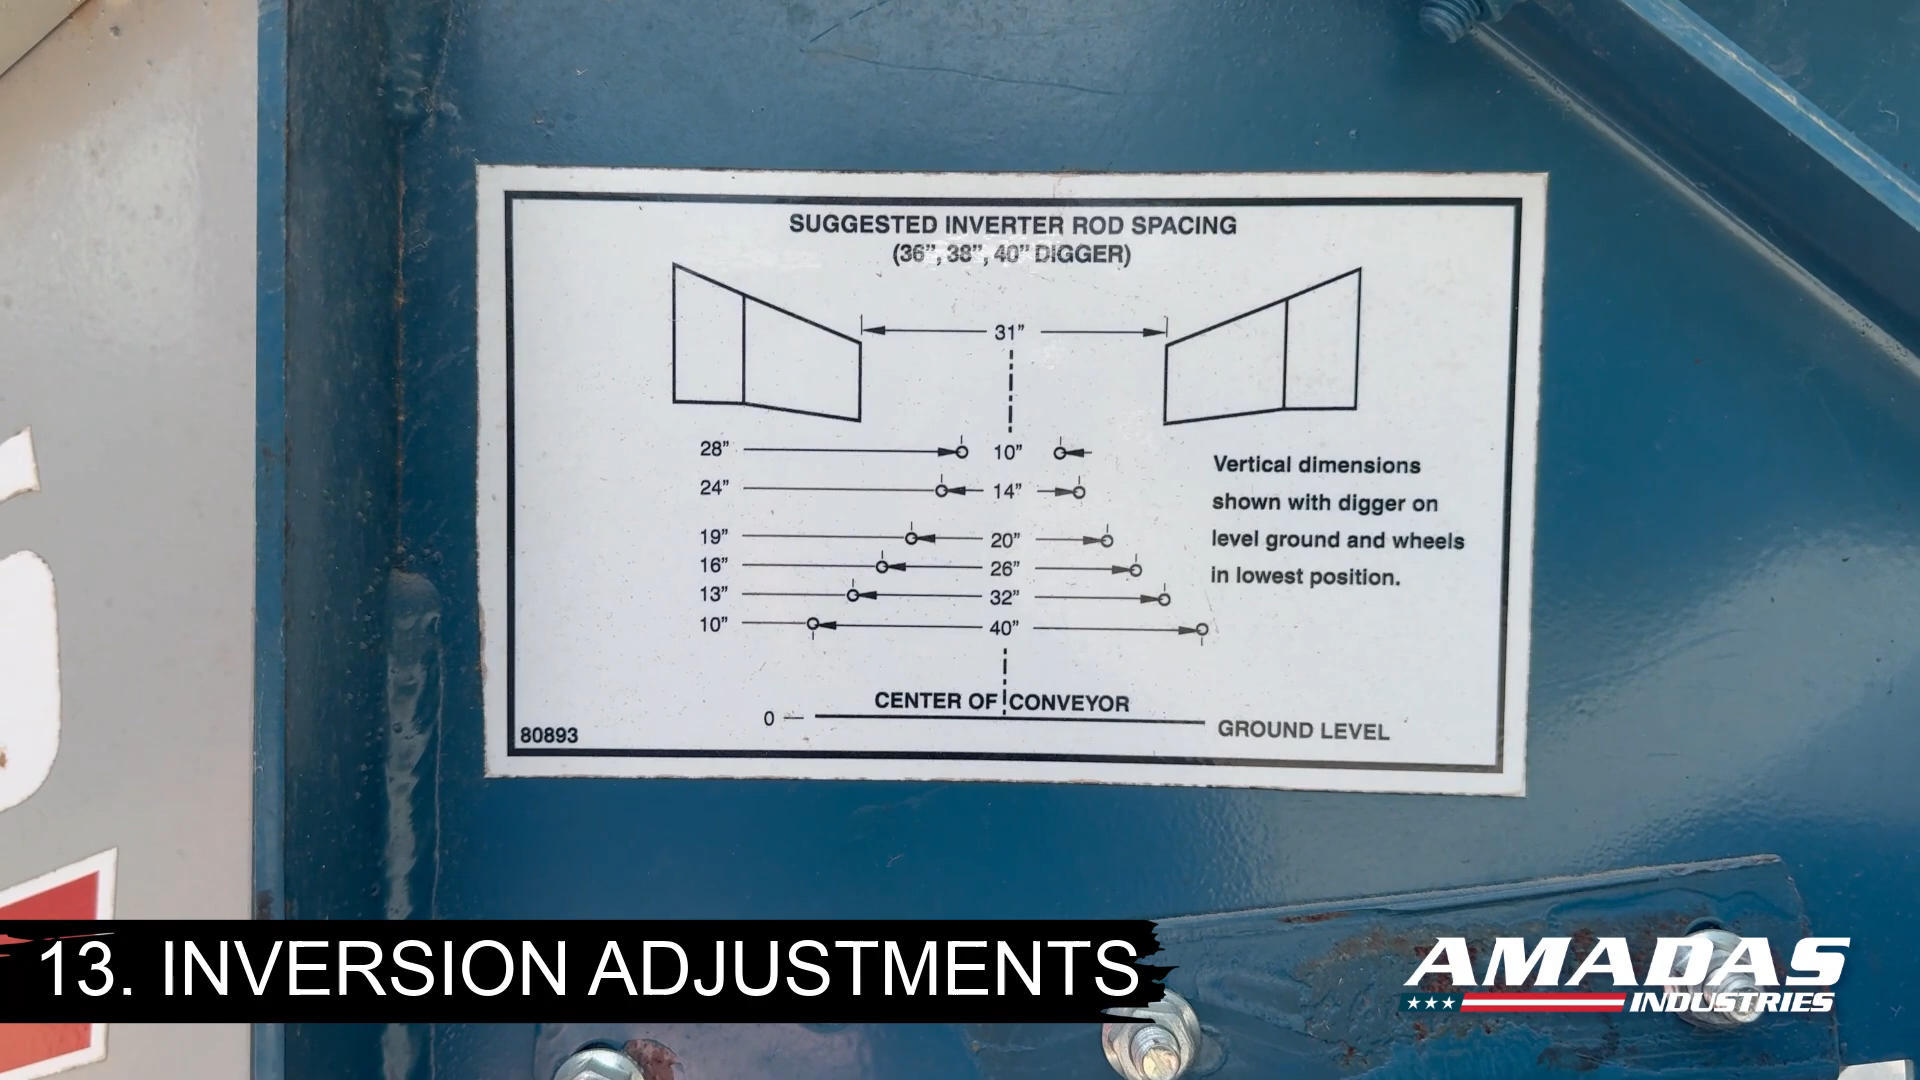 SUGGESTED INVERTER ROD SPACING
(36”, 38”, 40” DIGGER)
31”
28” 10”
24” 14”
19” 20”
16” 26”
13” 32”
10” 40”
Vertical dimensions
shown with digger on
level ground and wheels
in lowest position.
CENTER OF CONVEYOR
0
GROUND LEVEL
80893
13. INVERSION ADJUSTMENTS
AMADAS
INDUSTRIES